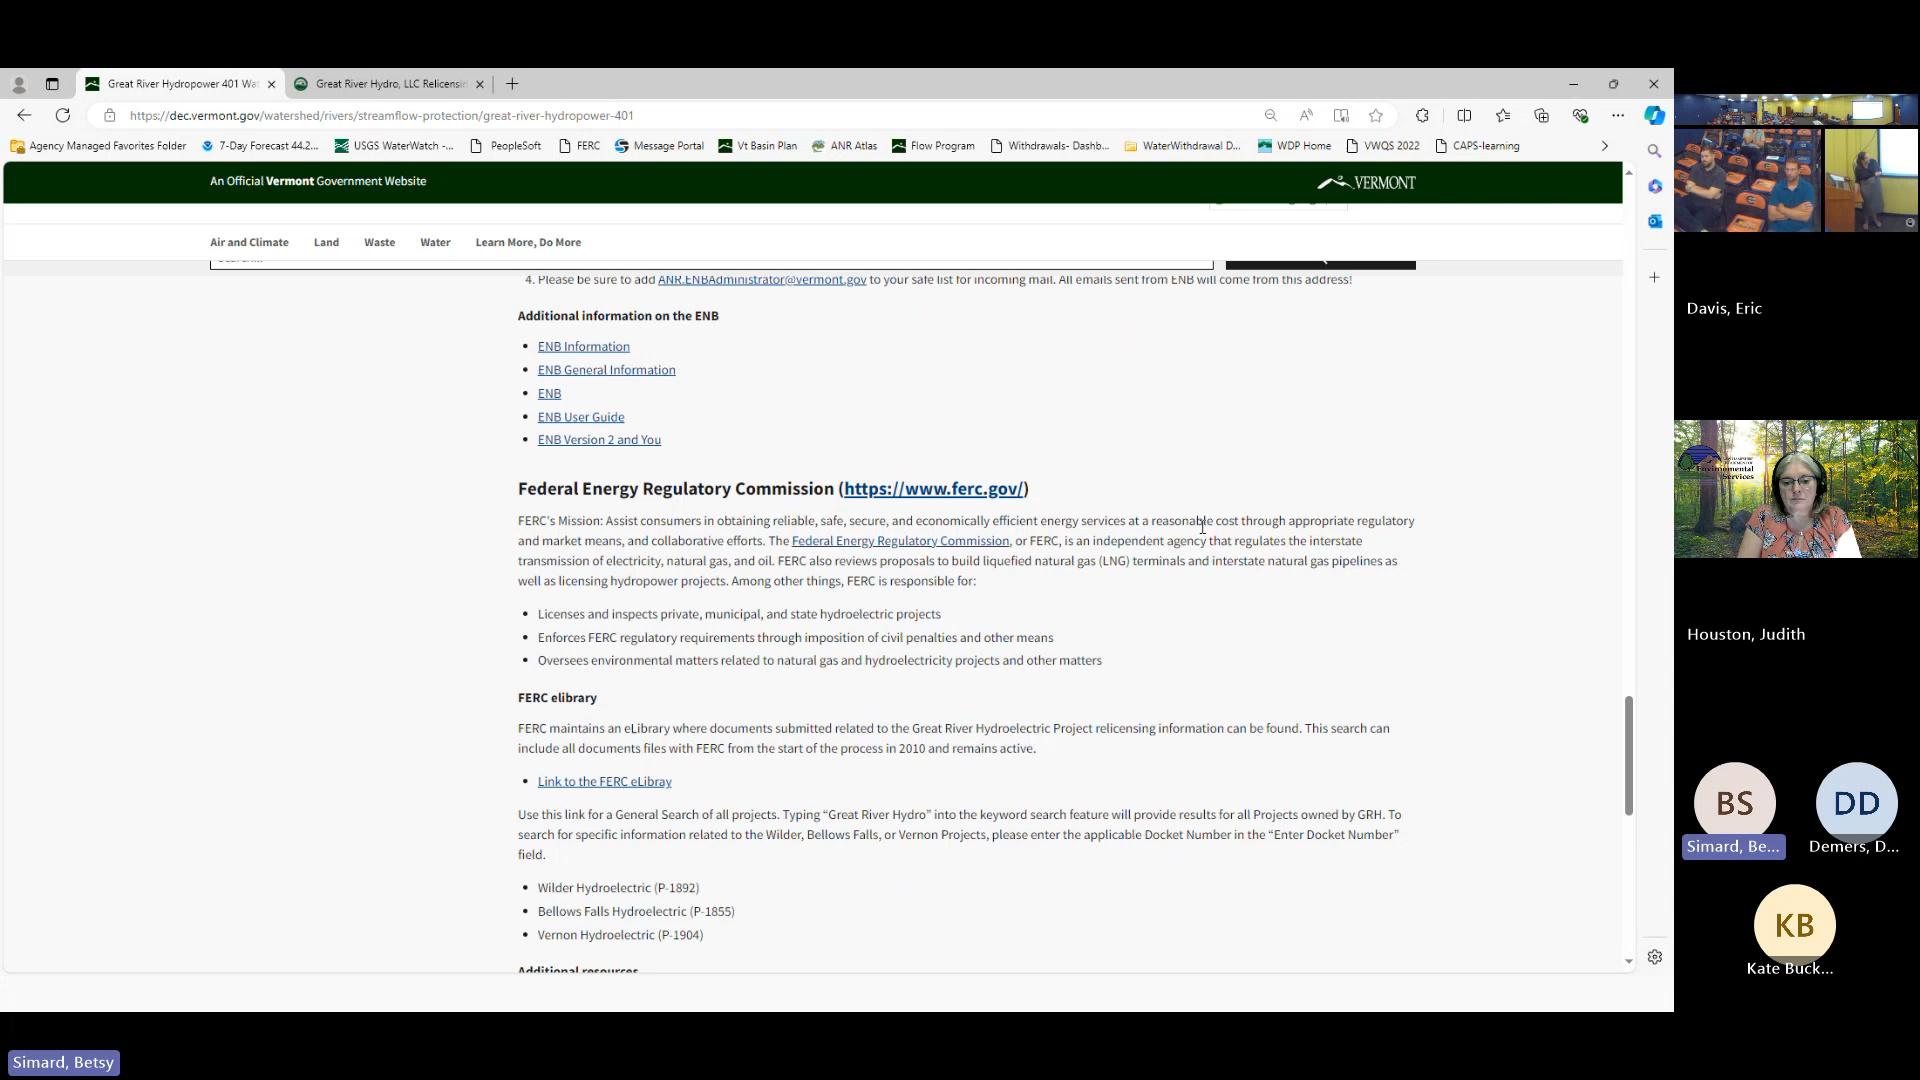 Great River Hydropower 401 Wat
Great River Hydro, LLC Relicensin
https://dec.vermont.gov/watershed/rivers/streamflow-protection/great-river-hydropower-401
Agency Managed Favorites Folder
7-Day Forecast 44.2...
USGS WaterWatch -...
PeopleSoft
FERC
Message Portal
Vt Basin Plan
ANR Atlas
Flow Program
Withdrawals- Dashb...
WaterWithdrawal D...
WDP Home
VWQS 2022
CAPS-learning
An Official Vermont Government Website
VERMONT
Air and Climate
Land
Waste
Water
Learn More, Do More
4. Please be sure to add ANR.ENBAdministrator@vermont.gov to your safe list for incoming mail. All emails sent from ENB will come from this address!
Additional information on the ENB
• ENB Information
• ENB General Information
• ENB
• ENB User Guide
• ENB Version 2 and You
Federal Energy Regulatory Commission (https://www.ferc.gov/)
FERC's Mission: Assist consumers in obtaining reliable, safe, secure, and economically efficient energy services at a reasonable cost through appropriate regulatory
and market means, and collaborative efforts. The Federal Energy Regulatory Commission, or FERC, is an independent agency that regulates the interstate
transmission of electricity, natural gas, and oil. FERC also reviews proposals to build liquefied natural gas (LNG) terminals and interstate natural gas pipelines as
well as licensing hydropower projects. Among other things, FERC is responsible for:
• Licenses and inspects private, municipal, and state hydroelectric projects
• Enforces FERC regulatory requirements through imposition of civil penalties and other means
• Oversees environmental matters related to natural gas and hydroelectricity projects and other matters
FERC elibrary
FERC maintains an eLibrary where documents submitted related to the Great River Hydroelectric Project relicensing information can be found. This search can
include all documents files with FERC from the start of the process in 2010 and remains active.
• Link to the FERC eLibray
Use this link for a General Search of all projects. Typing “Great River Hydro” into the keyword search feature will provide results for all Projects owned by GRH. To
search for specific information related to the Wilder, Bellows Falls, or Vernon Projects, please enter the applicable Docket Number in the “Enter Docket Number”
field.
• Wilder Hydroelectric (P-1892)
• Bellows Falls Hydroelectric (P-1855)
• Vernon Hydroelectric (P-1904)
Additional resources
Davis, Eric
Environmental
Services
Houston, Judith
BS
Simard, Be...
DD
Demers, D...
KB
Kate Buck...
Simard, Betsy